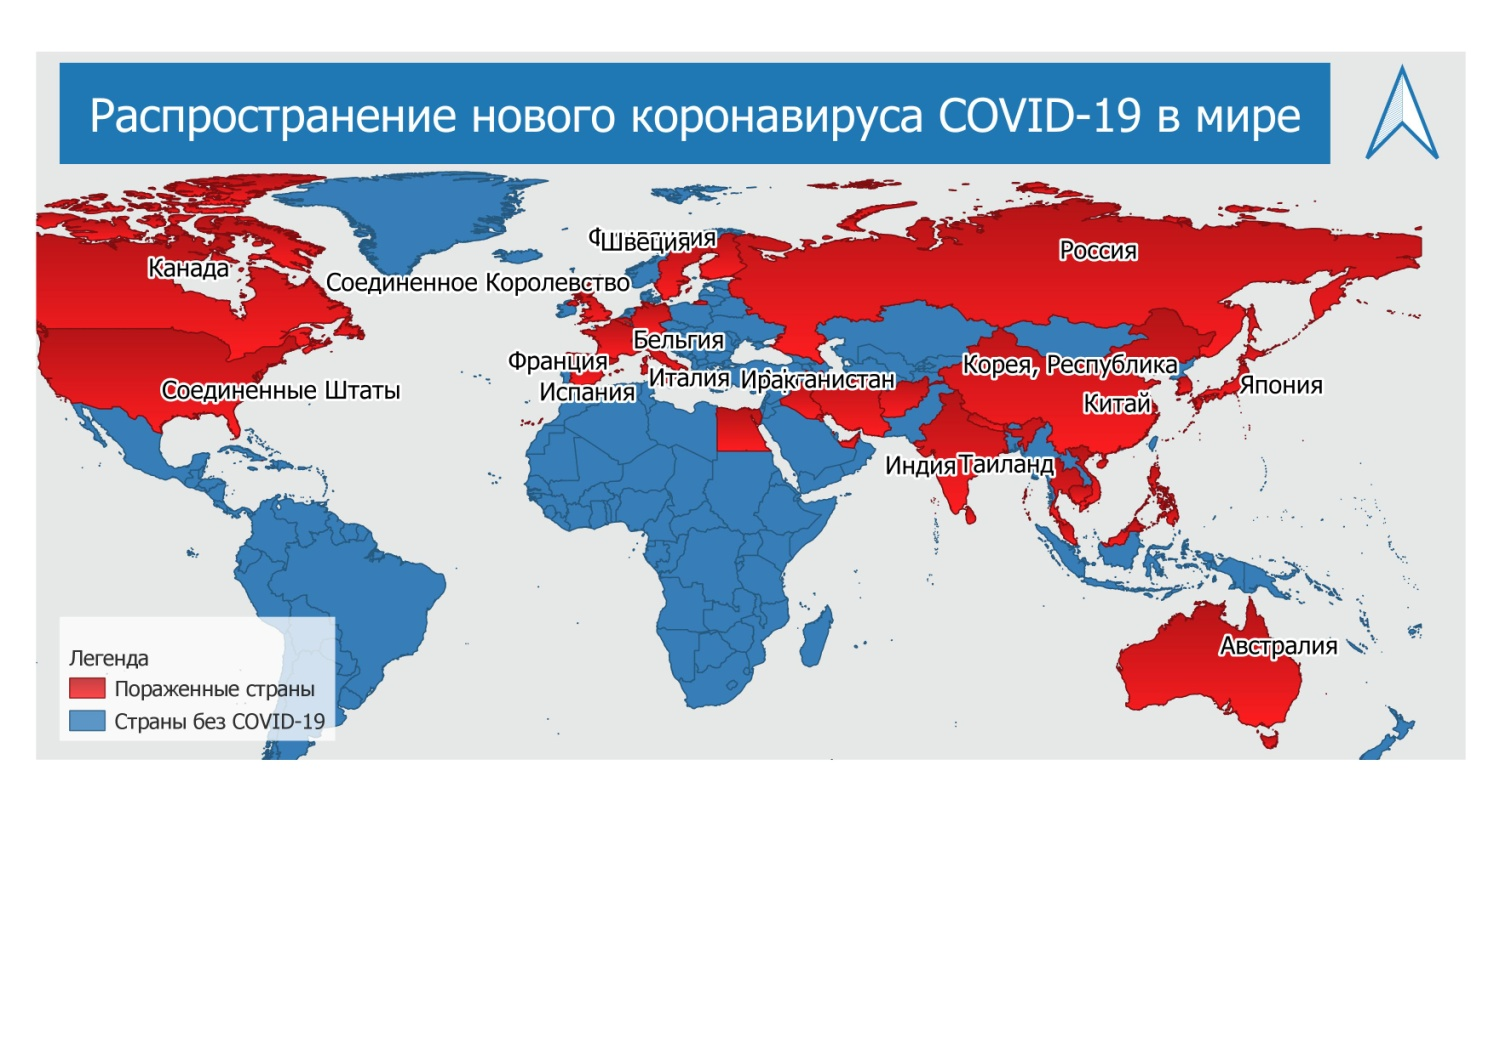 Распространение нового коронавируса COVID-19 в мире
Швеция
Россия
Канада
Соединенное Королевство
Бельгия
Франция
Корея, Республика
Италия
Соединенные Штаты
Испания
Япония
Китай
Индия
Таиланд
Австралия
Легенда
Пораженные страны
Страны без COVID-19